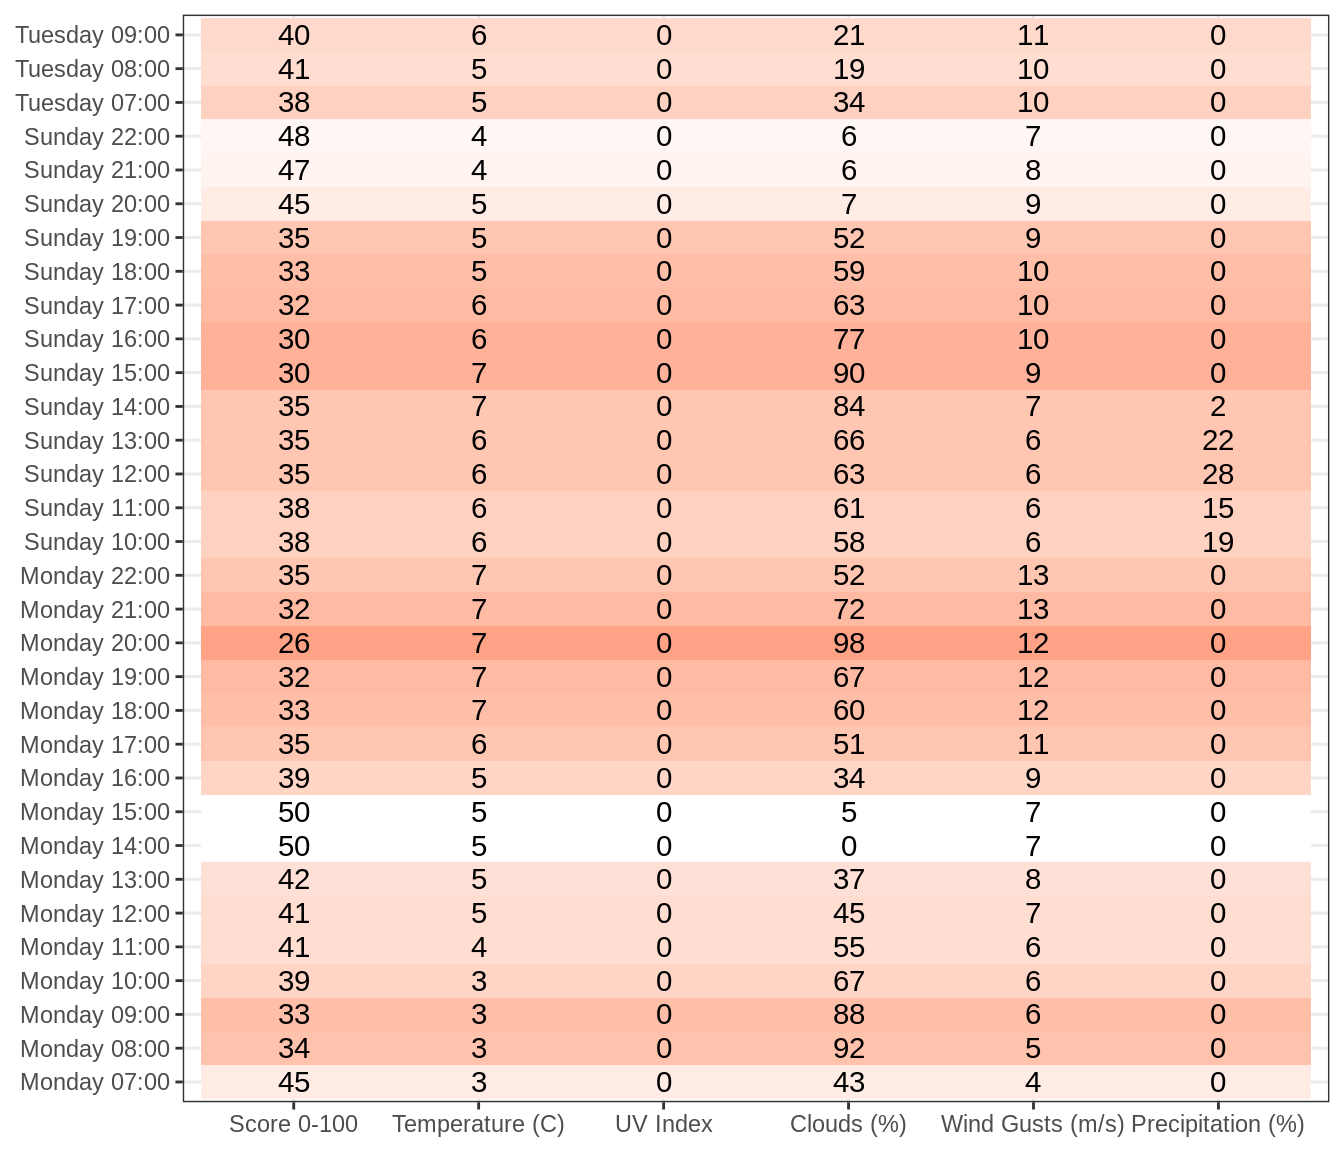 Tuesday 09:00 40 6 0 21 11 0
Tuesday 08:00 41 5 0 19 10 0
Tuesday 07:00 38 5 0 34 10 0
Sunday 22:00 48 4 0 6 7 0
Sunday 21:00 47 4 0 6 8 0
Sunday 20:00 45 5 0 7 9 0
Sunday 19:00 35 5 0 52 9 0
Sunday 18:00 33 5 0 59 10 0
Sunday 17:00 32 6 0 63 10 0
Sunday 16:00 30 6 0 77 10 0
Sunday 15:00 30 7 0 90 9 0
Sunday 14:00 35 7 0 84 7 2
Sunday 13:00 35 6 0 66 6 22
Sunday 12:00 35 6 0 63 6 28
Sunday 11:00 38 6 0 61 6 15
Sunday 10:00 38 6 0 58 6 19
Monday 22:00 35 7 0 52 13 0
Monday 21:00 32 7 0 72 13 0
Monday 20:00 26 7 0 98 12 0
Monday 19:00 32 7 0 67 12 0
Monday 18:00 33 7 0 60 12 0
Monday 17:00 35 6 0 51 11 0
Monday 16:00 39 5 0 34 9 0
Monday 15:00 50 5 0 5 7 0
Monday 14:00 50 5 0 0 7 0
Monday 13:00 42 5 0 37 8 0
Monday 12:00 41 5 0 45 7 0
Monday 11:00 41 4 0 55 6 0
Monday 10:00 39 3 0 67 6 0
Monday 09:00 33 3 0 88 6 0
Monday 08:00 34 3 0 92 5 0
Monday 07:00 45 3 0 43 4 0
Score 0-100 Temperature (C) UV Index Clouds (%) Wind Gusts (m/s) Precipitation (%)